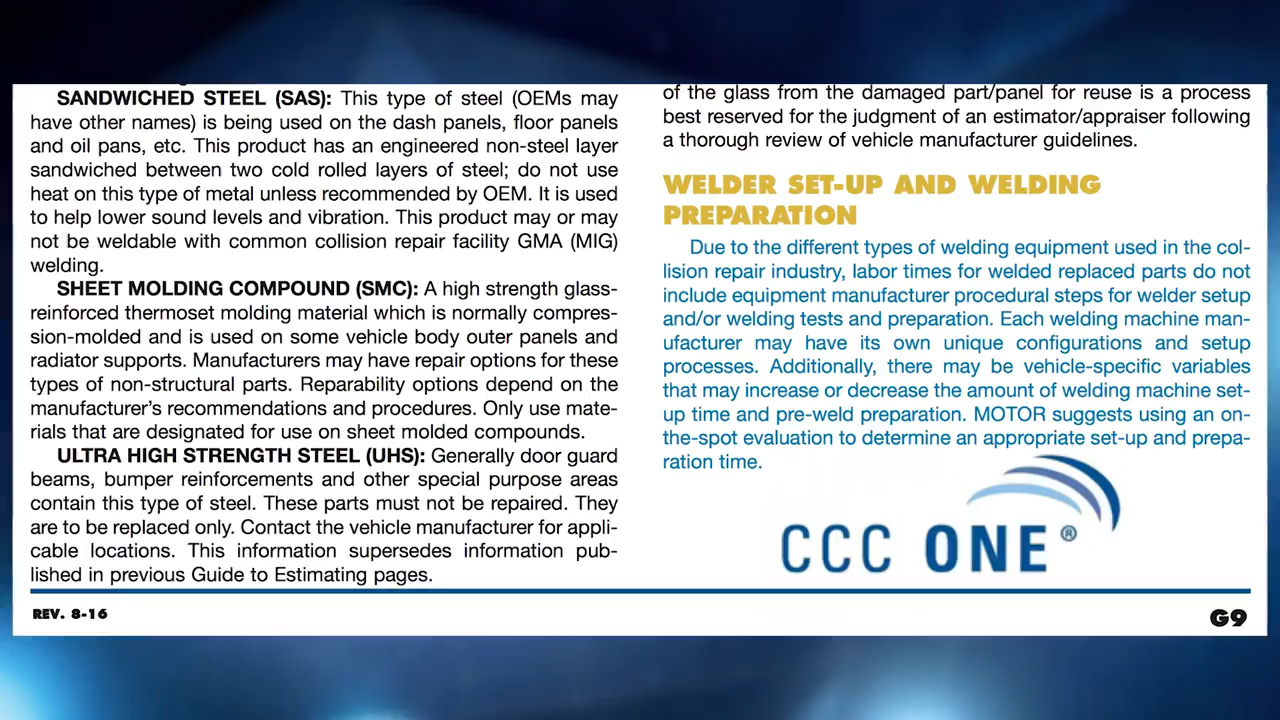 SANDWICHED STEEL (SAS): This type of steel (OEMs may
have other names) is being used on the dash panels, floor panels
and oil pans, etc. This product has an engineered non-steel layer
sandwiched between two cold rolled layers of steel; do not use
heat on this type of metal unless recommended by OEM. It is used
to help lower sound levels and vibration. This product may or may
not be weldable with common collision repair facility GMA (MIG)
welding.
SHEET MOLDING COMPOUND (SMC): A high strength glass-
reinforced thermoset molding material which is normally compres-
sion-molded and is used on some vehicle body outer panels and
radiator supports. Manufacturers may have repair options for these
types of non-structural parts. Reparability options depend on the
manufacturer's recommendations and procedures. Only use mate-
rials that are designated for use on sheet molded compounds.
ULTRA HIGH STRENGTH STEEL (UHS): Generally door guard
beams, bumper reinforcements and other special purpose areas
contain this type of steel. These parts must not be repaired. They
are to be replaced only. Contact the vehicle manufacturer for appli-
cable locations. This information supersedes information pub-
lished in previous Guide to Estimating pages.
of the glass from the damaged part/panel for reuse is a process
best reserved for the judgment of an estimator/appraiser following
a thorough review of vehicle manufacturer guidelines.
WELDER SET-UP AND WELDING
PREPARATION
Due to the different types of welding equipment used in the col-
lision repair industry, labor times for welded replaced parts do not
include equipment manufacturer procedural steps for welder setup
and/or welding tests and preparation. Each welding machine man-
ufacturer may have its own unique configurations and setup
processes. Additionally, there may be vehicle-specific variables
that may increase or decrease the amount of welding machine set-
up time and pre-weld preparation. MOTOR suggests using an on-
the-spot evaluation to determine an appropriate set-up and prepa-
ration time.
CCC ONE®
REV. 8-16
G9